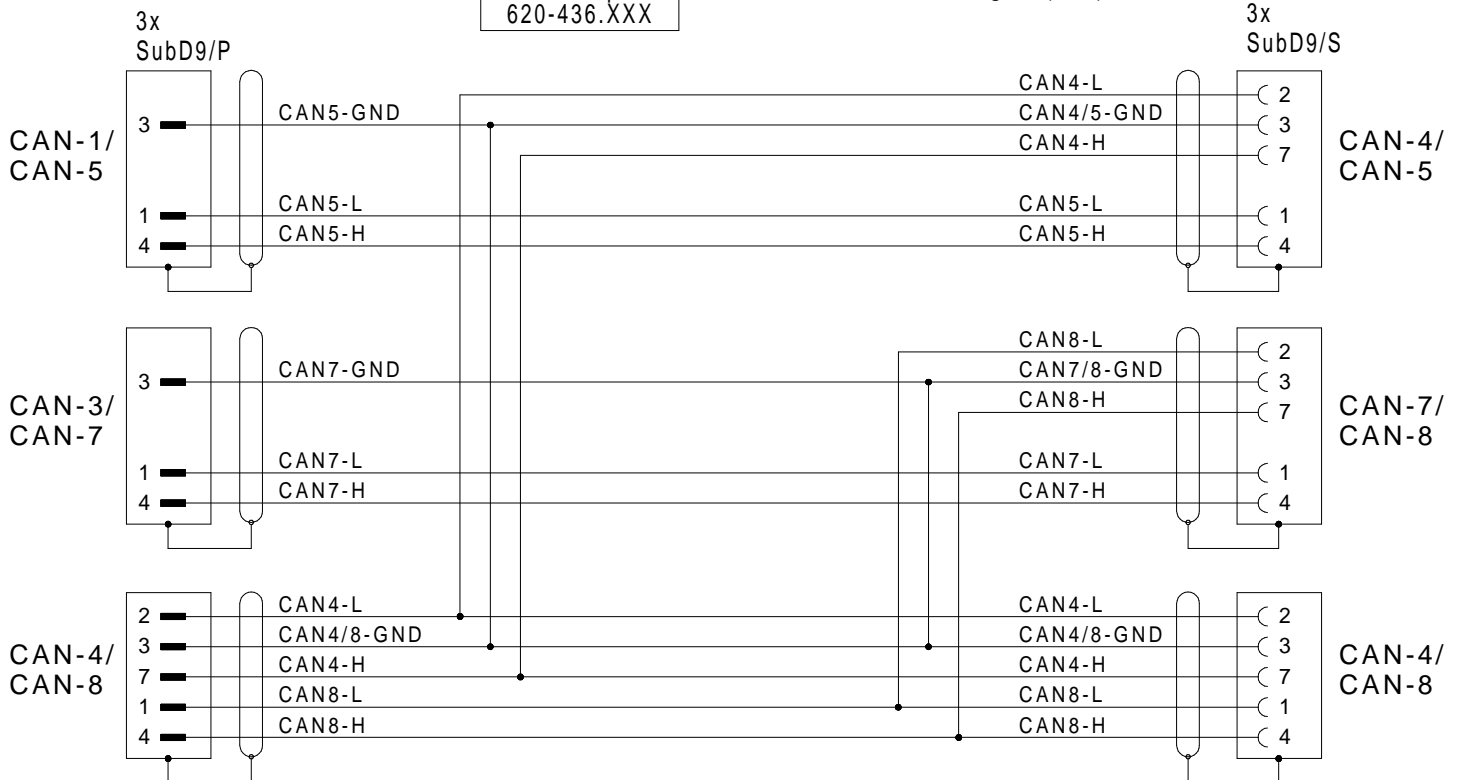 620-436.XXX
3x
SubD9/P
3x
SubD9/S
CAN-1/
CAN-5
3
1
4
CAN5-GND
CAN5-L
CAN5-H
CAN4-L
CAN4/5-GND
CAN4-H
CAN5-L
CAN5-H
2
3
7
1
4
CAN-4/
CAN-5
CAN-3/
CAN-7
3
1
4
CAN7-GND
CAN7-L
CAN7-H
CAN8-L
CAN7/8-GND
CAN8-H
CAN7-L
CAN7-H
2
3
7
1
4
CAN-7/
CAN-8
CAN-4/
CAN-8
2
3
7
1
4
CAN4-L
CAN4/8-GND
CAN4-H
CAN8-L
CAN8-H
CAN4-L
CAN4/8-GND
CAN4-H
CAN8-L
CAN8-H
2
3
7
1
4
CAN-4/
CAN-8